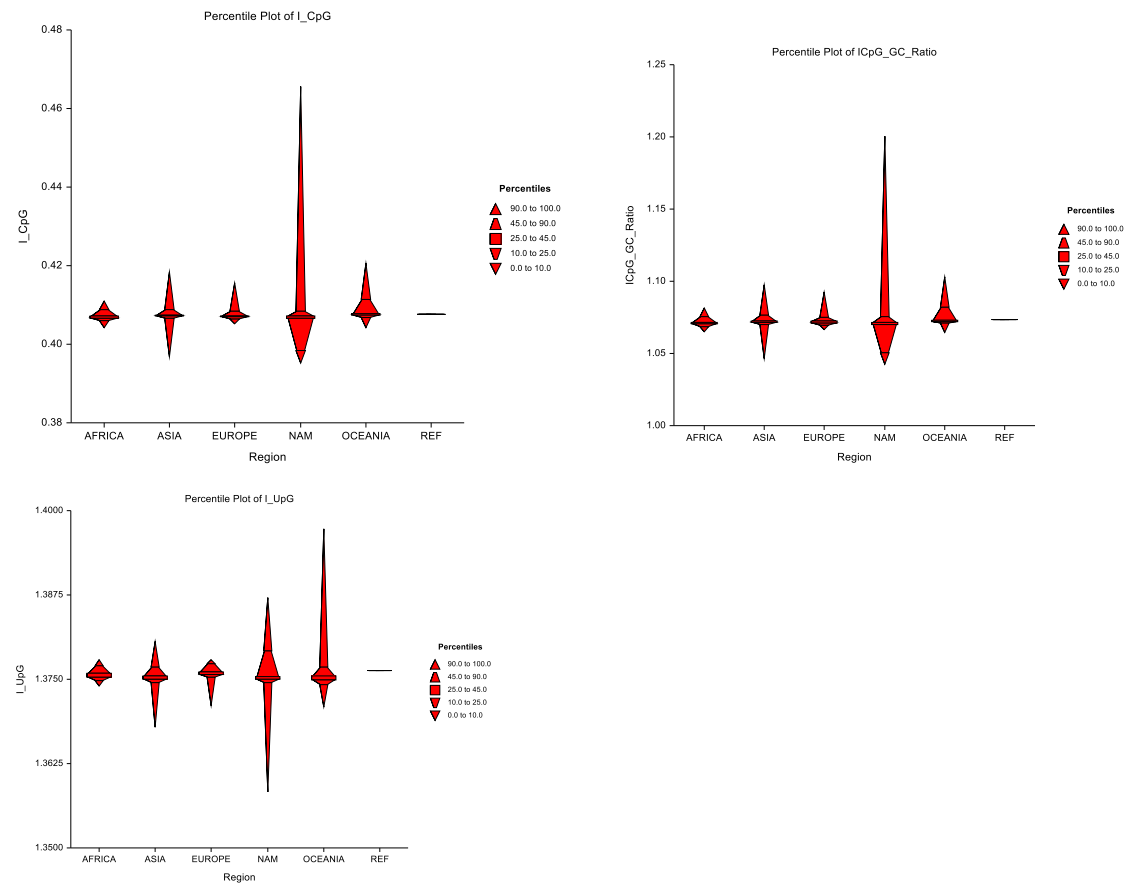 Percentile Plot of I_CpG
0.48
0.46
0.44
0.42
0.40
0.38
I_CpG
AFRICA ASIA EUROPE NAM OCEANIA REF
Region
Percentiles
90.0 to 100.0
45.0 to 90.0
25.0 to 45.0
10.0 to 25.0
0.0 to 10.0
Percentile Plot of ICpG_GC_Ratio
1.25
1.20
1.15
1.10
1.05
1.00
ICpG_GC_Ratio
AFRICA ASIA EUROPE NAM OCEANIA REF
Region
Percentiles
90.0 to 100.0
45.0 to 90.0
25.0 to 45.0
10.0 to 25.0
0.0 to 10.0
Percentile Plot of I_UpG
1.4000
1.3875
1.3750
1.3625
1.3500
I_UpG
AFRICA ASIA EUROPE NAM OCEANIA REF
Region
Percentiles
90.0 to 100.0
45.0 to 90.0
25.0 to 45.0
10.0 to 25.0
0.0 to 10.0